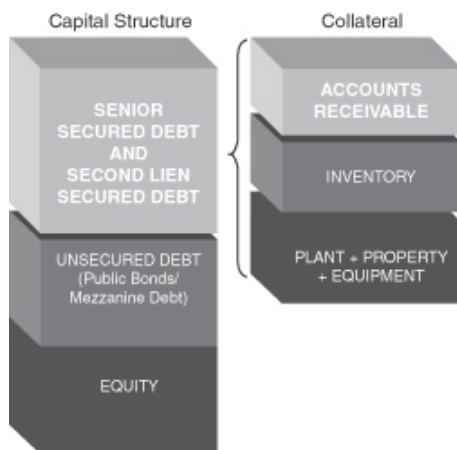 Capital Structure
SENIOR
SECURED DEBT
AND
SECOND LIEN
SECURED DEBT
UNSECURED DEBT
(Public Bonds/
Mezzanine Debt)
EQUITY
Collateral
ACCOUNTS
RECEIVABLE
INVENTORY
PLANT + PROPERTY
+ EQUIPMENT